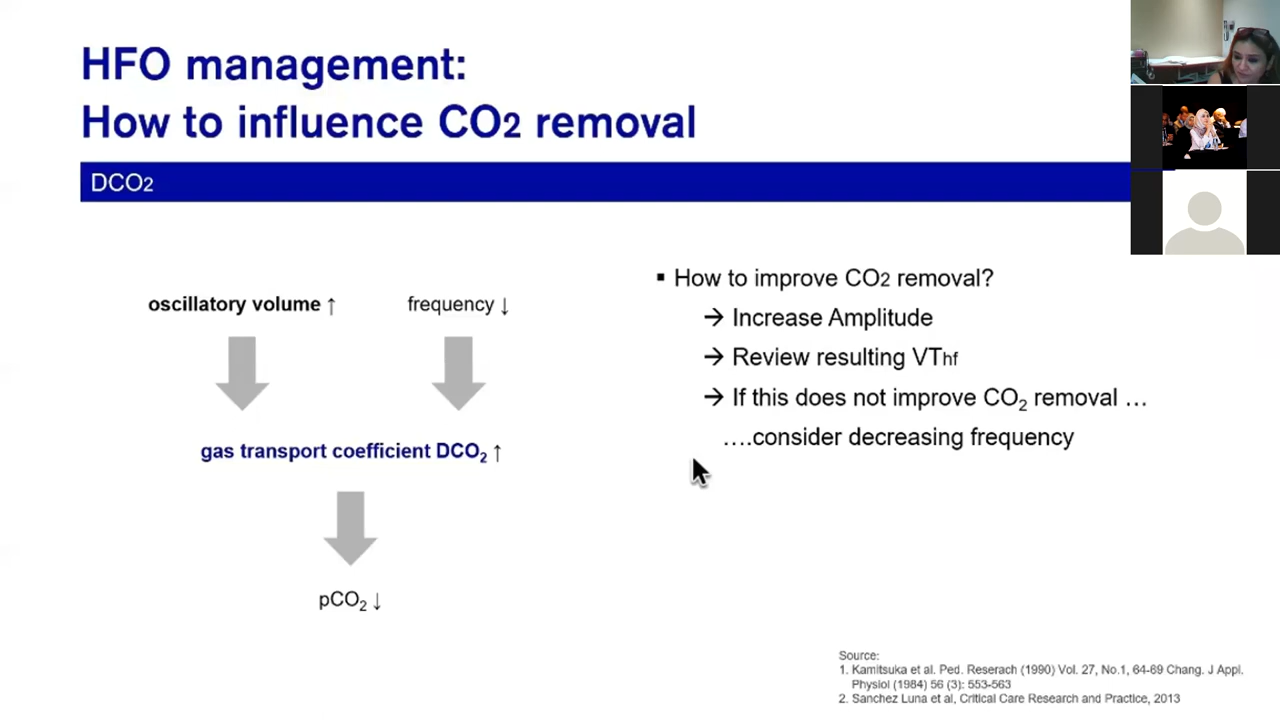 HFO management:
How to influence CO2 removal
DCO2
oscillatory volume ↑
frequency ↓
gas transport coefficient DCO2 ↑
pCO2 ↓
▪ How to improve CO2 removal?
→ Increase Amplitude
→ Review resulting VThf
→ If this does not improve CO2 removal …
….consider decreasing frequency
Source:
1. Kamitsuka et al. Ped. Reserach (1990) Vol. 27, No.1, 64-69 Chang. J Appl.
Physiol (1984) 56 (3): 553-563
2. Sanchez Luna et al, Critical Care Research and Practice, 2013